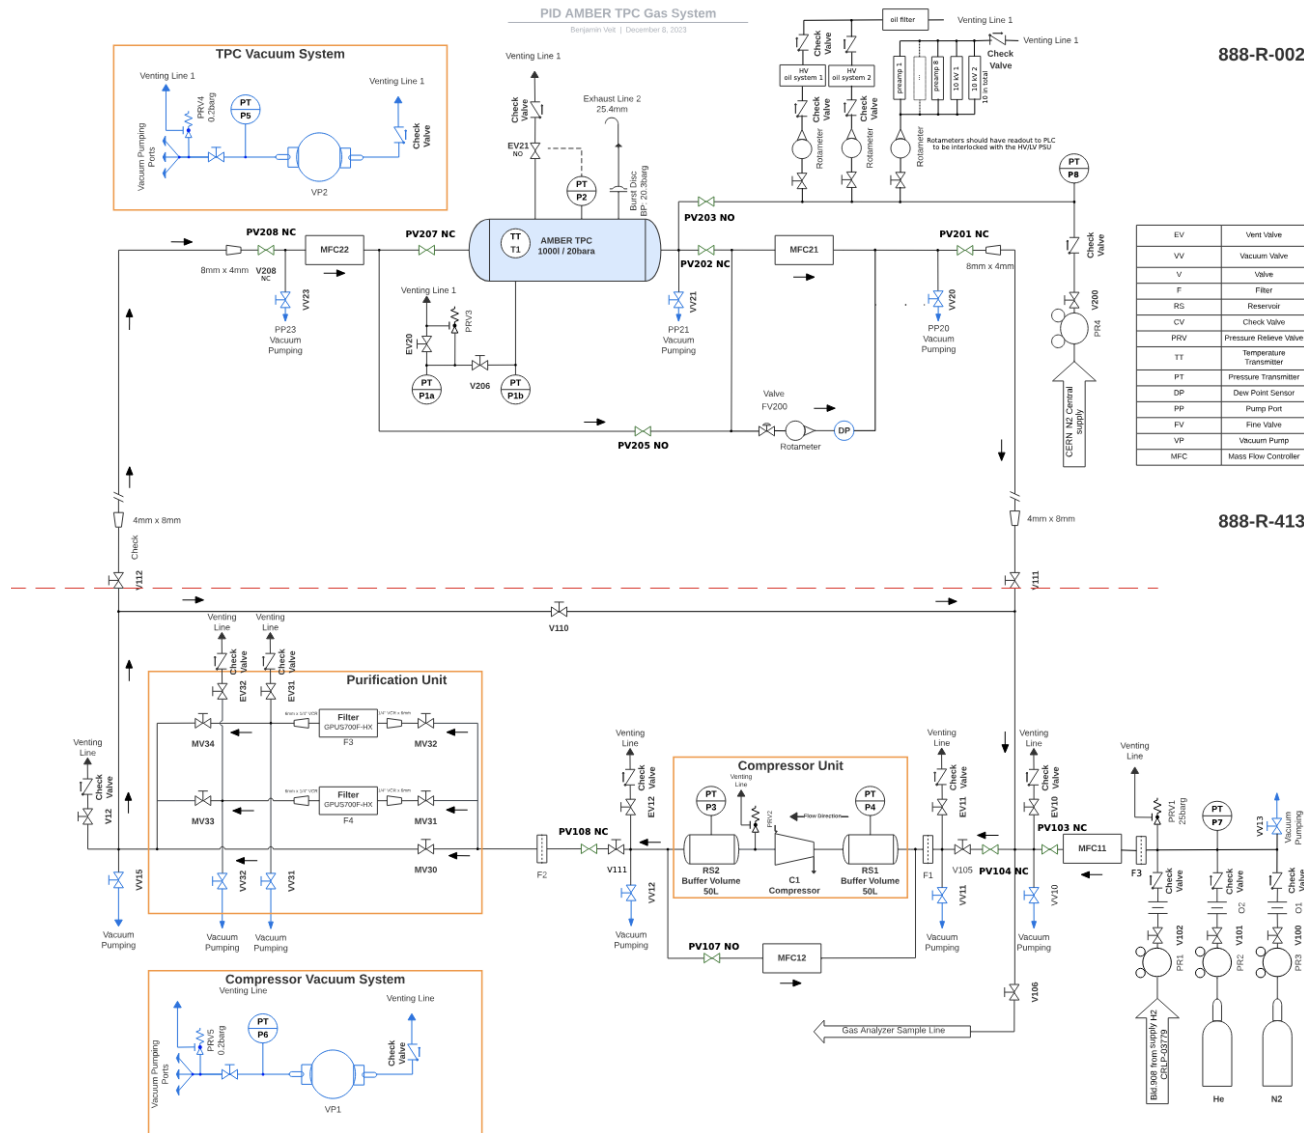 PID AMBER TPC Gas System
Benjamin Veit | December 8, 2023
888-R-002
TPC Vacuum System
Venting Line 1
PRV4
0.2barg
PT
P5
Venting Line 1
Check
Valve
Vacuum Pumping
Ports
VP2
Venting Line 1
Check
Valve
EV21
NO
Exhaust Line 2
25.4mm
PT
P2
Burst Disc
BP: 20.3barg
oil filter
Venting Line 1
Check
Valve
HV
oil system 1
HV
oil system 2
Check
Valve
Check
Valve
Rotameter
Rotameter
Rotameter
preamp 1
...
preamp 8
10 kV 1
10 kV 2
10 in total
Check
Valve
Venting Line 1
Rotameters should have readout to PLC
to be interlocked with the HV/LV PSU
PT
P8
Check
Valve
V200
PR4
CERN N2 Central
supply
PV208 NC
8mm x 4mm
V208
NC
MFC22
VV23
PP23
Vacuum
Pumping
PV207 NC
TT
T1
AMBER TPC
1000l / 20bara
PV203 NO
PV202 NC
VV21
PP21
Vacuum
Pumping
MFC21
PV201 NC
8mm x 4mm
VV20
PP20
Vacuum
Pumping
Venting Line 1
EV20
PRV3
V206
PT
P1a
PT
P1b
PV205 NO
Valve
FV200
Rotameter
DP
EV Vent Valve
VV Vacuum Valve
V Valve
F Filter
RS Reservoir
CV Check Valve
PRV Pressure Relieve Valve
TT Temperature
Transmitter
PT Pressure Transmitter
DP Dew Point Sensor
PP Pump Port
FV Fine Valve
VP Vacuum Pump
MFC Mass Flow Controller
888-R-413
4mm x 8mm
Check
V112
4mm x 8mm
V111
V110
Venting
Line
Venting
Line
Check
Valve
Check
Valve
EV32
EV31
Purification Unit
MV34
8mm x 1/4" VCR
Filter
GPUS700F-HX
F3
1/4" VCR x 8mm
MV32
MV33
Filter
GPUS700F-HX
F4
1/4" VCR x 8mm
MV31
MV30
VV32
VV31
Vacuum
Pumping
Vacuum
Pumping
Venting
Line
Check
Valve
V12
VV15
Vacuum
Pumping
F2
PV108 NC
V111
Venting
Line
Check
Valve
EV12
VV12
Vacuum
Pumping
Compressor Unit
PT
P3
Venting
Line
PRV2
Flow Direction
PT
P4
RS2
Buffer Volume
50L
C1
Compressor
RS1
Buffer Volume
50L
PV107 NO
MFC12
F1
Venting
Line
Check
Valve
EV11
V105
VV11
Vacuum
Pumping
PV104 NC
Venting
Line
Check
Valve
EV10
VV10
Vacuum
Pumping
PV103 NC
MFC11
F3
Venting
Line
PRV1
25barg
PT
P7
VV13
Vacuum
Pumping
Check
Valve
Check
Valve
Check
Valve
O2
O1
V102
V101
V100
PR1
PR2
PR3
Bld.908 from supply H2
CRLP-03779
He
N2
V106
Gas Analyzer Sample Line
Compressor Vacuum System
Venting Line
PRV5
0.2barg
PT
P6
Venting Line
Check
Valve
Vacuum Pumping
Ports
VP1